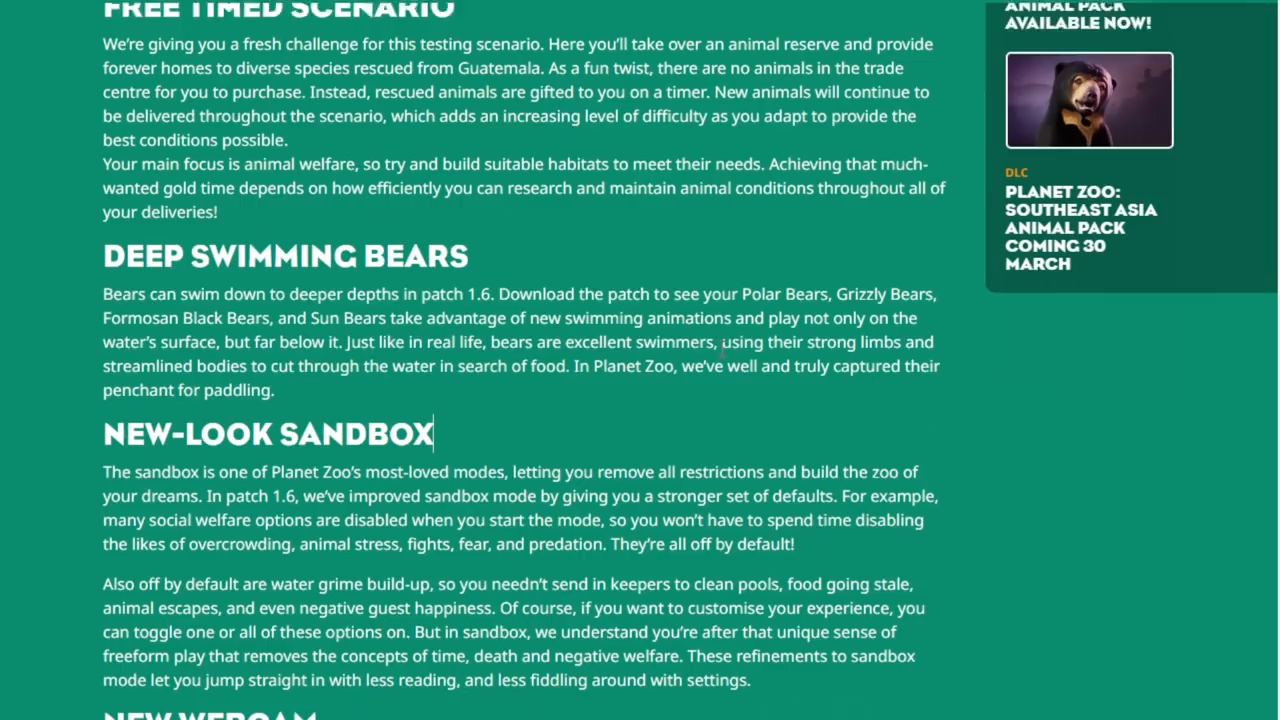 FREE TIMED SCENARIO
We're giving you a fresh challenge for this testing scenario. Here you'll take over an animal reserve and provide
forever homes to diverse species rescued from Guatemala. As a fun twist, there are no animals in the trade
centre for you to purchase. Instead, rescued animals are gifted to you on a timer. New animals will continue to
be delivered throughout the scenario, which adds an increasing level of difficulty as you adapt to provide the
best conditions possible.
Your main focus is animal welfare, so try and build suitable habitats to meet their needs. Achieving that much-
wanted gold time depends on how efficiently you can research and maintain animal conditions throughout all of
your deliveries!
DEEP SWIMMING BEARS
Bears can swim down to deeper depths in patch 1.6. Download the patch to see your Polar Bears, Grizzly Bears,
Formosan Black Bears, and Sun Bears take advantage of new swimming animations and play not only on the
water's surface, but far below it. Just like in real life, bears are excellent swimmers, using their strong limbs and
streamlined bodies to cut through the water in search of food. In Planet Zoo, we've well and truly captured their
penchant for paddling.
NEW-LOOK SANDBOX
The sandbox is one of Planet Zoo's most-loved modes, letting you remove all restrictions and build the zoo of
your dreams. In patch 1.6, we've improved sandbox mode by giving you a stronger set of defaults. For example,
many social welfare options are disabled when you start the mode, so you won't have to spend time disabling
the likes of overcrowding, animal stress, fights, fear, and predation. They're all off by default!
Also off by default are water grime build-up, so you needn't send in keepers to clean pools, food going stale,
animal escapes, and even negative guest happiness. Of course, if you want to customise your experience, you
can toggle one or all of these options on. But in sandbox, we understand you're after that unique sense of
freeform play that removes the concepts of time, death and negative welfare. These refinements to sandbox
mode let you jump straight in with less reading, and less fiddling around with settings.
NEW WEBCAM
ANIMAL PACK
AVAILABLE NOW!
DLC
PLANET ZOO:
SOUTHEAST ASIA
ANIMAL PACK
COMING 30
MARCH